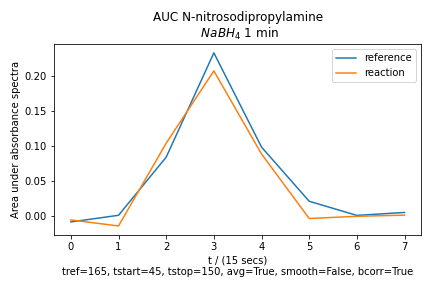 AUC N-nitrosodipropylamine
NaBH₄ 1 min
reference
reaction
Area under absorbance spectra
0.20
0.15
0.10
0.05
0.00
0 1 2 3 4 5 6 7
t / (15 secs)
tref=165, tstart=45, tstop=150, avg=True, smooth=False, bcorr=True